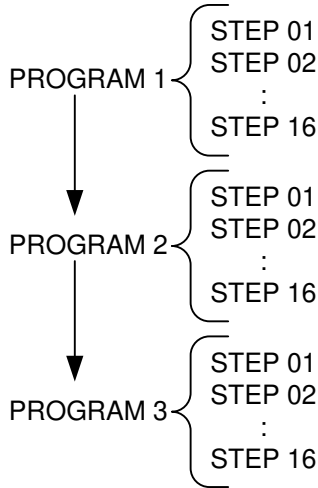 STEP 01
STEP 02
PROGRAM 1
:
STEP 16
STEP 01
STEP 02
PROGRAM 2
:
STEP 16
STEP 01
STEP 02
PROGRAM 3
:
STEP 16